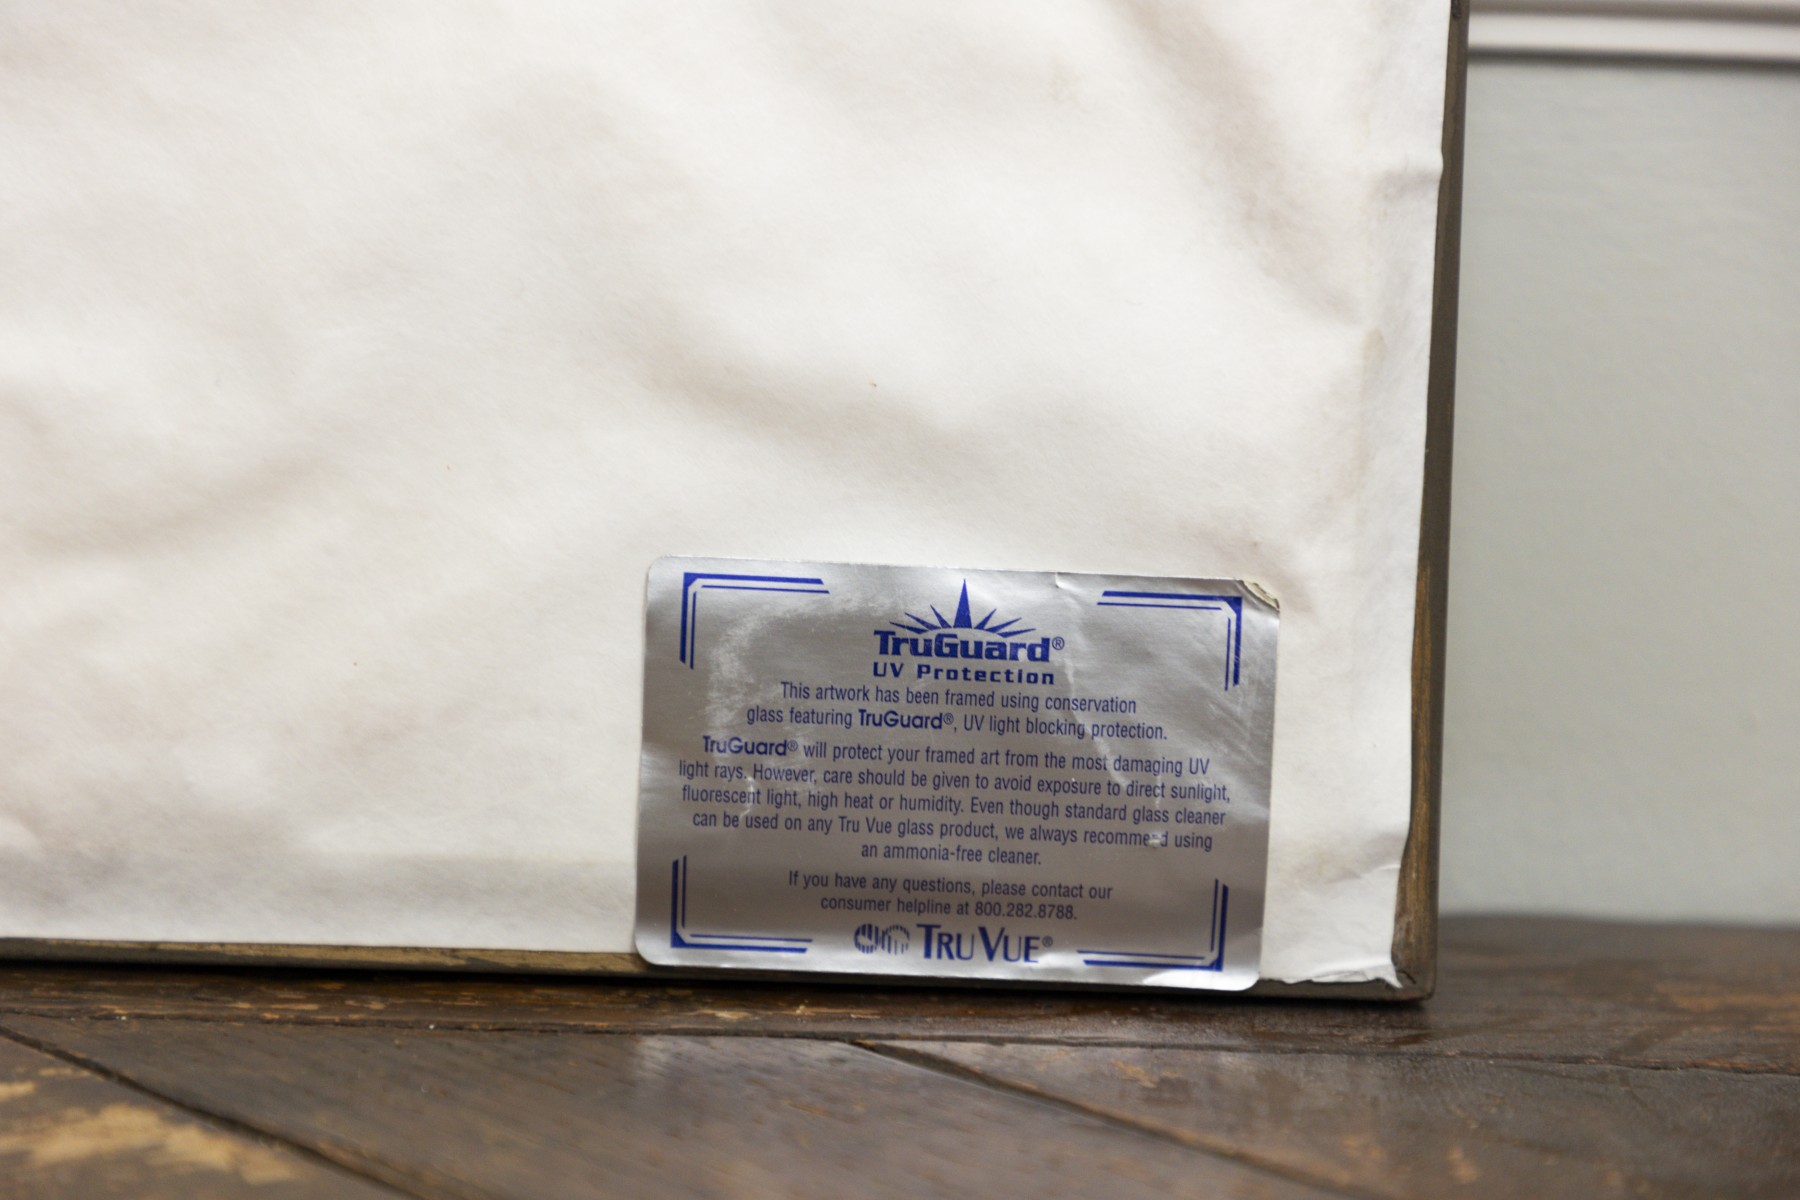 TruGuard®
UV Protection
This artwork has been framed using conservation
glass featuring TruGuard®, UV light blocking protection.
TruGuard® will protect your framed art from the most damaging UV
light rays. However, care should be given to avoid exposure to direct sunlight,
fluorescent light, high heat or humidity. Even though standard glass cleaner
can be used on any Tru Vue glass product, we always recommend using
an ammonia-free cleaner.
If you have any questions, please contact our
consumer helpline at 800.282.8788.
TRU VUE®